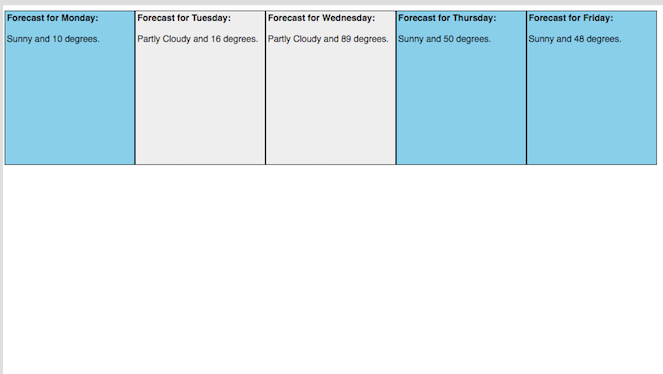 Forecast for Monday:
Sunny and 10 degrees.
Forecast for Tuesday:
Partly Cloudy and 16 degrees.
Forecast for Wednesday:
Partly Cloudy and 89 degrees.
Forecast for Thursday:
Sunny and 50 degrees.
Forecast for Friday:
Sunny and 48 degrees.